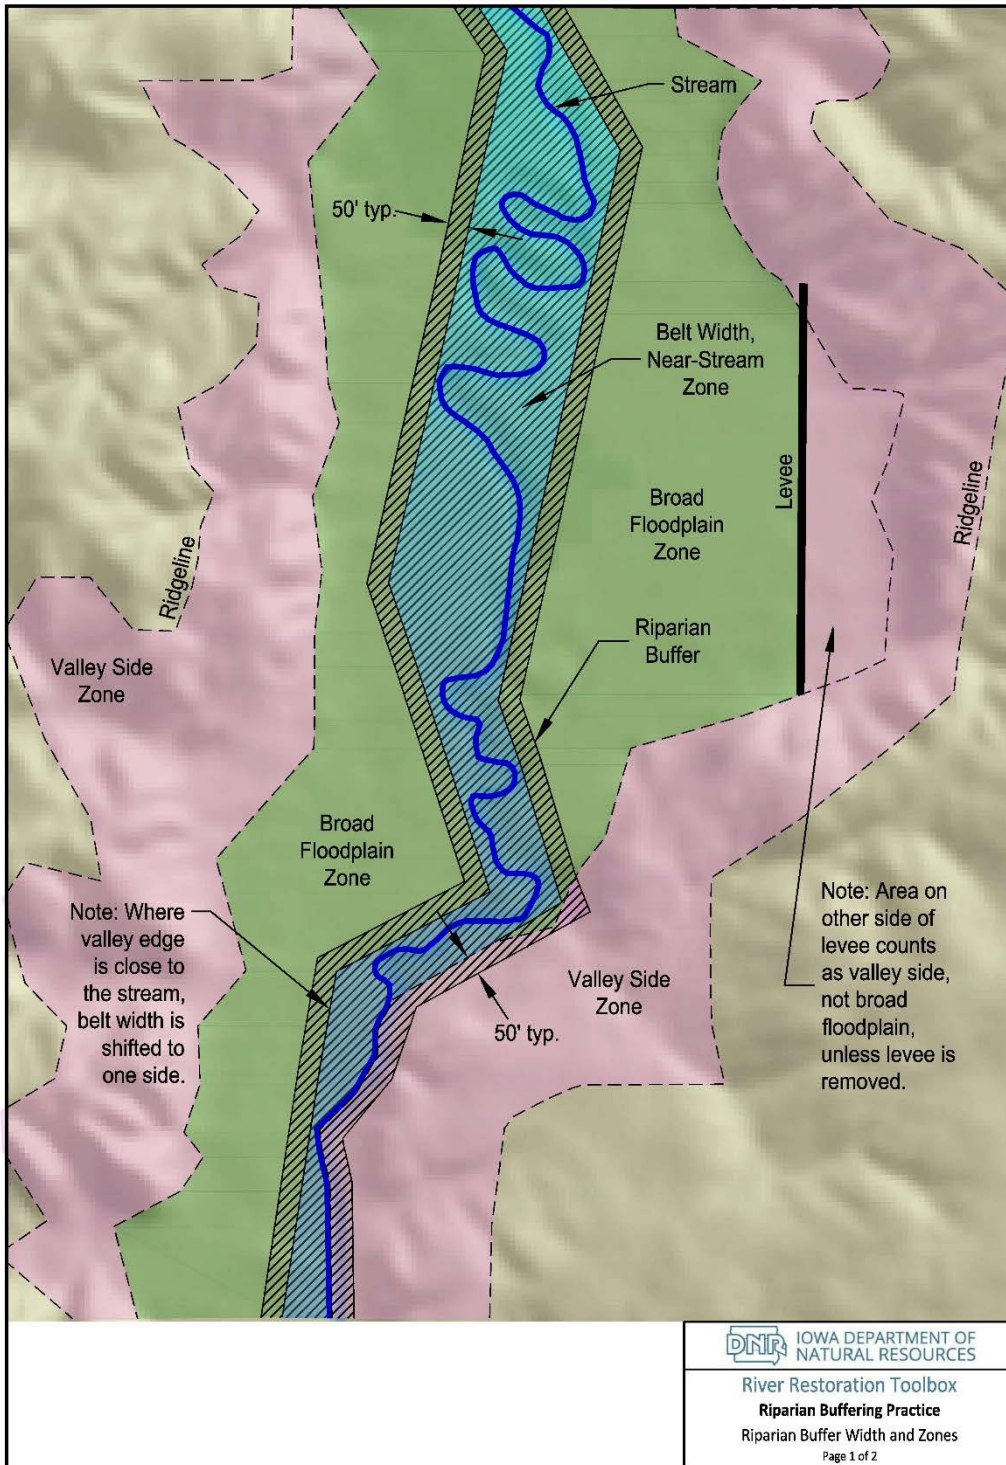 Stream
50' typ.
Belt Width,
Near-Stream
Zone
Levee
Broad
Floodplain
Zone
Ridgeline
Ridgeline
Riparian
Buffer
Valley Side
Zone
Broad
Floodplain
Zone
Note: Where
valley edge
is close to
the stream,
belt width is
shifted to
one side.
Valley Side
Zone
50' typ.
Note: Area on
other side of
levee counts
as valley side,
not broad
floodplain,
unless levee is
removed.
DNR IOWA DEPARTMENT OF
NATURAL RESOURCES
River Restoration Toolbox
Riparian Buffering Practice
Riparian Buffer Width and Zones
Page 1 of 2